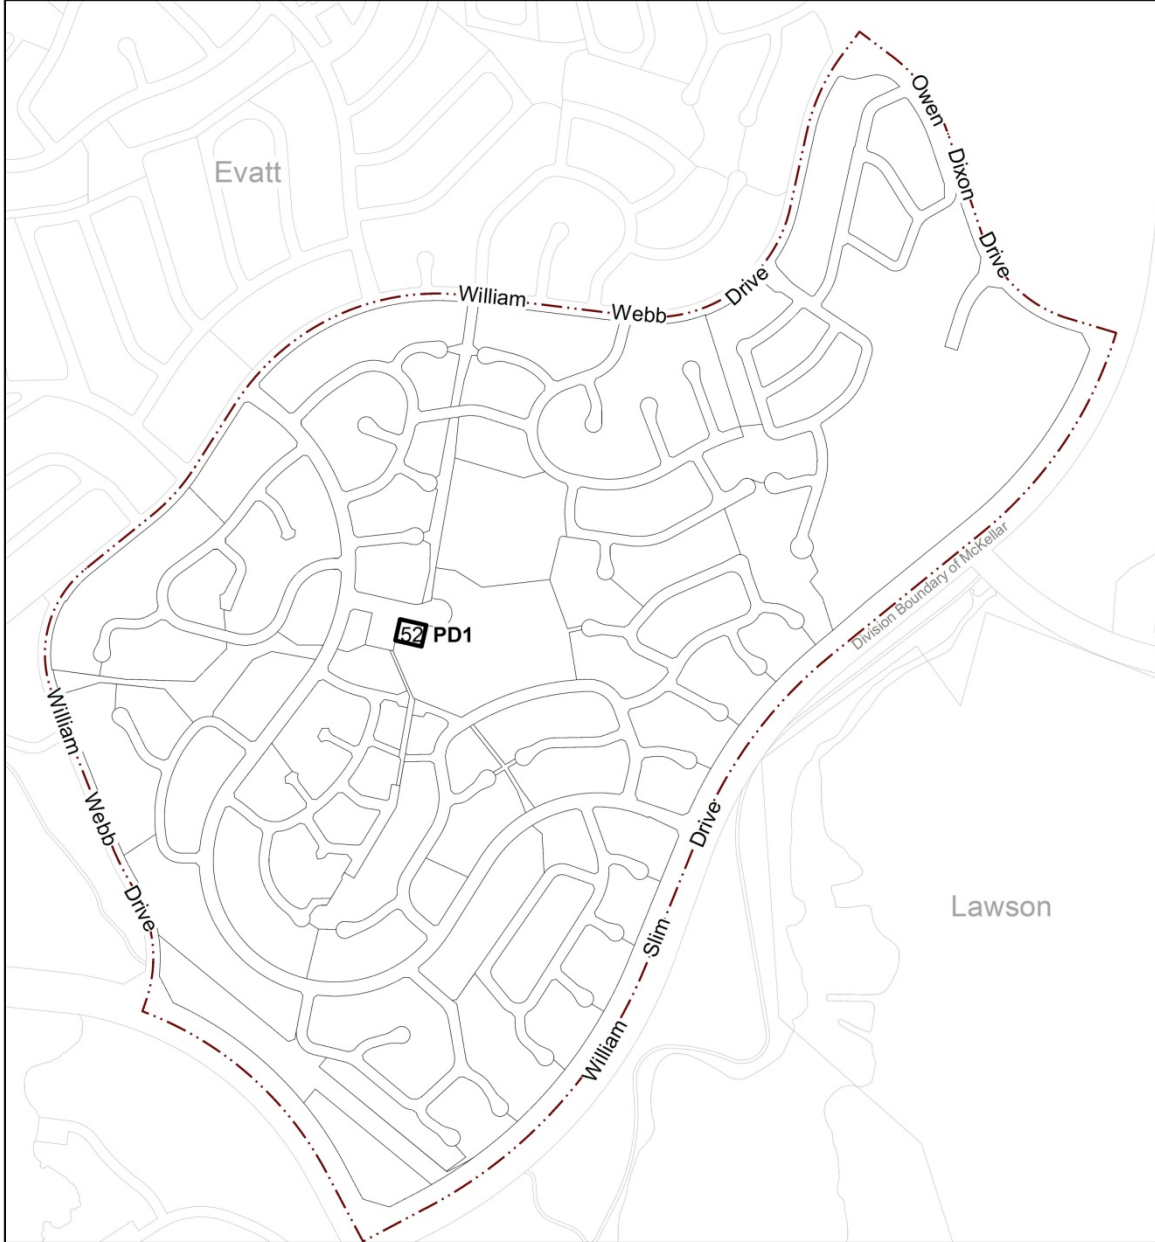 Owen
Dixon
Drive
Evatt
William
Webb
Drive
Division Boundary of McKellar
52 PD1
William
Webb
Drive
Drive
Slim
William
Lawson